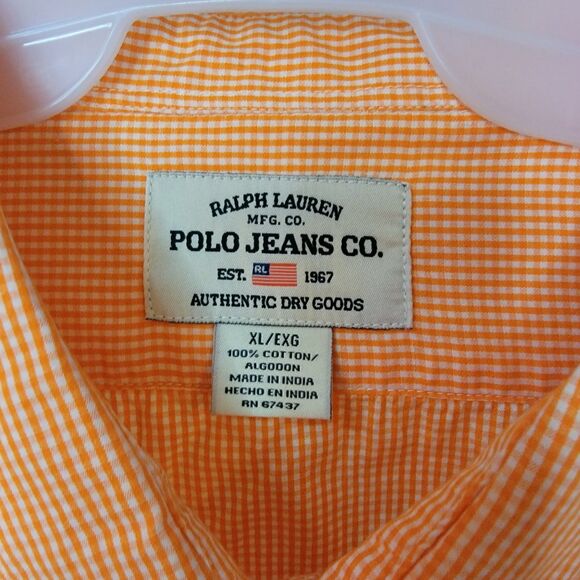 RALPH LAUREN
MFG. CO.
POLO JEANS CO.
EST. RL 1967
AUTHENTIC DRY GOODS
XL/EXG
100% COTTON/
ALGODON
MADE IN INDIA
HECHO EN INDIA
RN 67437